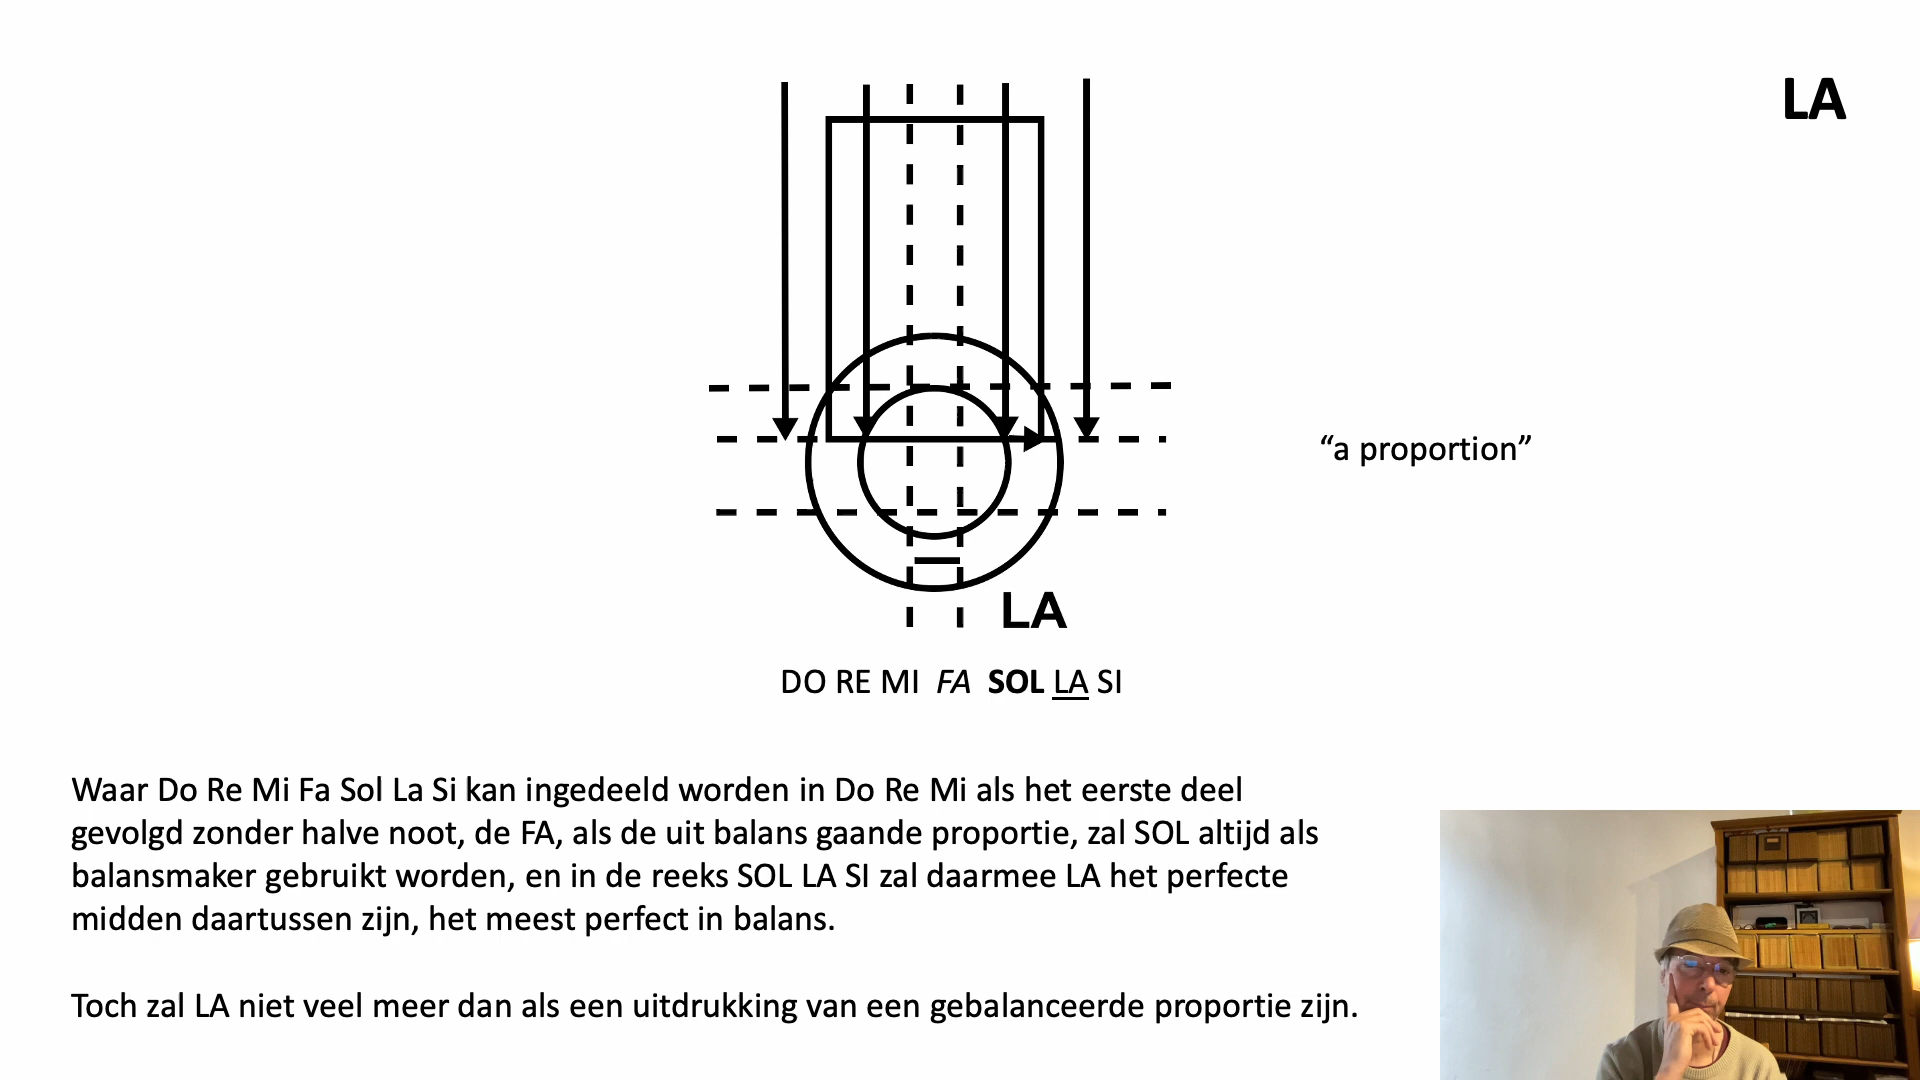 LA
“a proportion”
LA
DO RE MI FA SOL LA SI
Waar Do Re Mi Fa Sol La Si kan ingedeeld worden in Do Re Mi als het eerste deel
gevolgd zonder halve noot, de FA, als de uit balans gaande proportie, zal SOL altijd als
balansmaker gebruikt worden, en in de reeks SOL LA SI zal daarmee LA het perfecte
midden daartussen zijn, het meest perfect in balans.
Toch zal LA niet veel meer dan als een uitdrukking van een gebalanceerde proportie zijn.